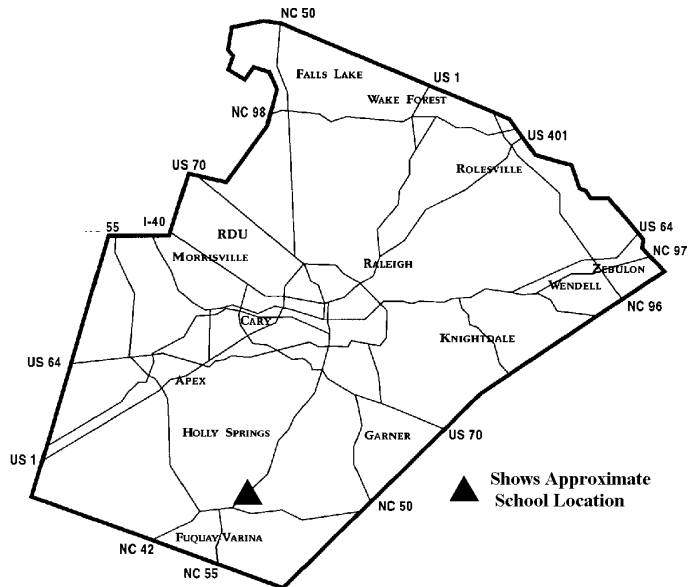 NC 50
FALLS LAKE
US 1
WAKE FOREST
NC 98
US 401
US 70
ROLESVILLE
55
I-40
RDU
US 64
MORRISVILLE
RALEIGH
NC 97
ZEBULON
WENDELL
NC 96
CARY
KNIGHTDALE
US 64
APEX
HOLLY SPRINGS
GARNER
US 70
US 1
Shows Approximate
School Location
NC 50
FUQUAY VARINA
NC 42
NC 55